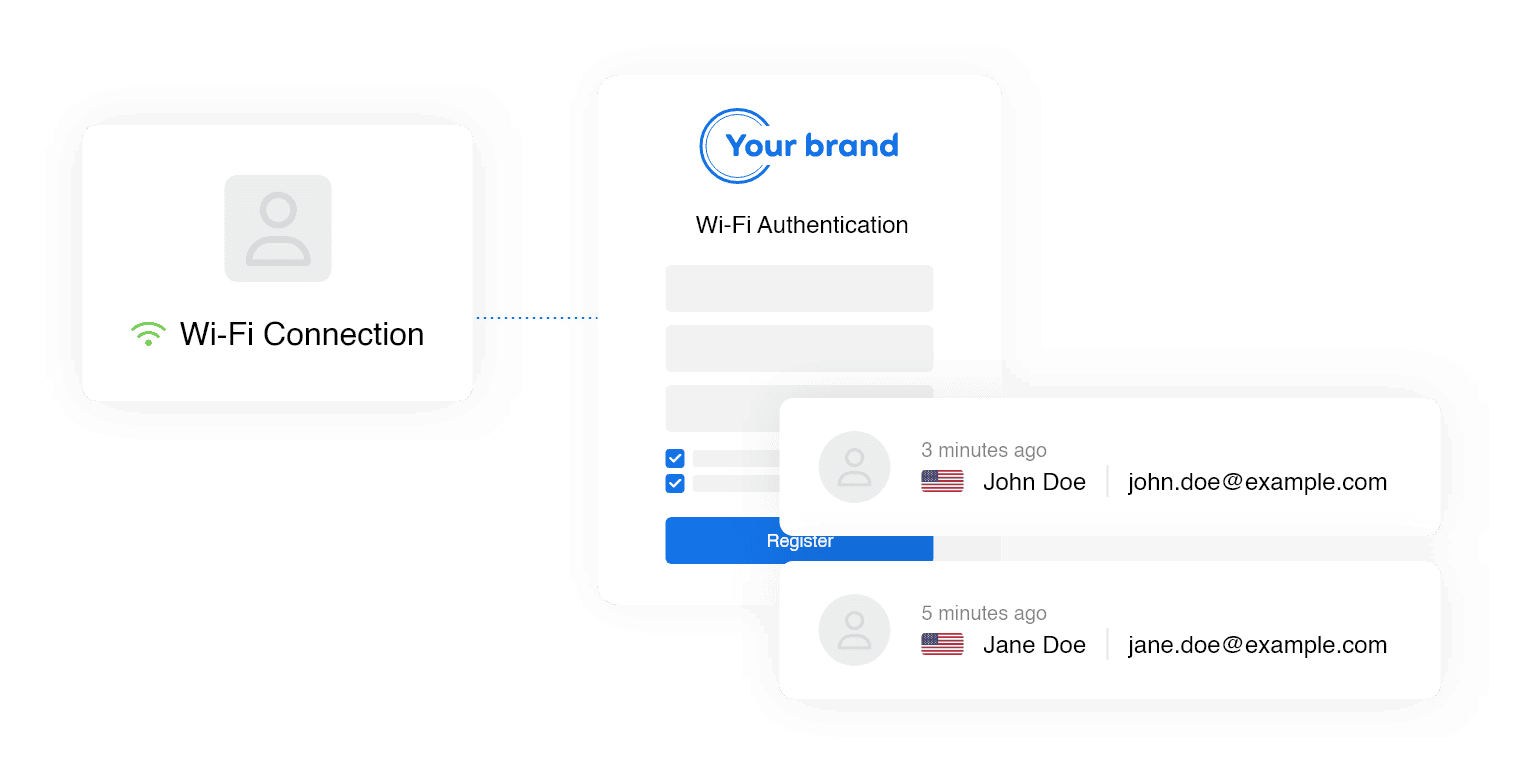 Your brand
Wi-Fi Authentication
Wi-Fi Connection
3 minutes ago
John Doe
john.doe@example.com
Register
5 minutes ago
Jane Doe
jane.doe@example.com